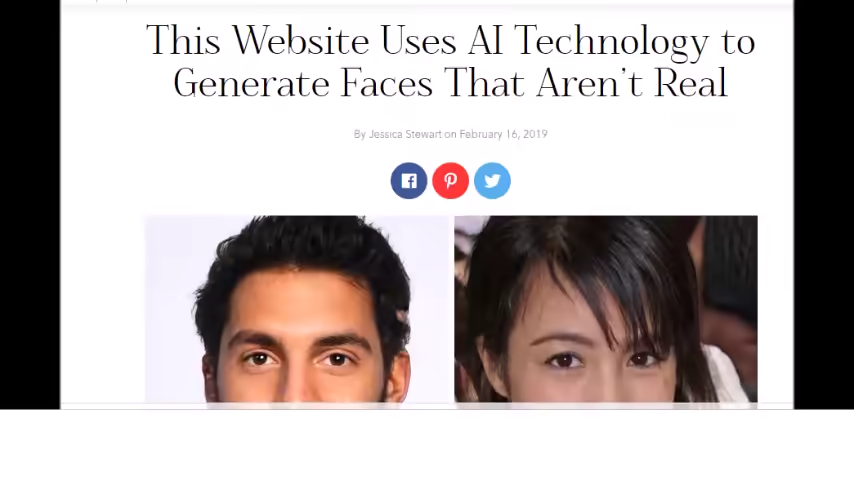 This Website Uses AI Technology to
Generate Faces That Aren't Real
By Jessica Stewart on February 16, 2019